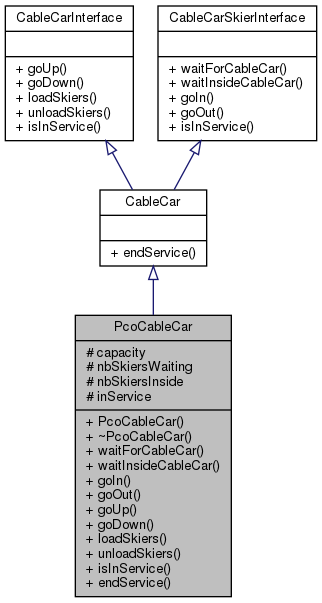 CableCarInterface
+ goUp()
+ goDown()
+ loadSkiers()
+ unloadSkiers()
+ isInService()
CableCarSkierInterface
+ waitForCableCar()
+ waitInsideCableCar()
+ goIn()
+ goOut()
+ isInService()
CableCar
+ endService()
PcoCableCar
# capacity
# nbSkiersWaiting
# nbSkiersInside
# inService
+ PcoCableCar()
+ ~PcoCableCar()
+ waitForCableCar()
+ waitInsideCableCar()
+ goIn()
+ goOut()
+ goUp()
+ goDown()
+ loadSkiers()
+ unloadSkiers()
+ isInService()
+ endService()